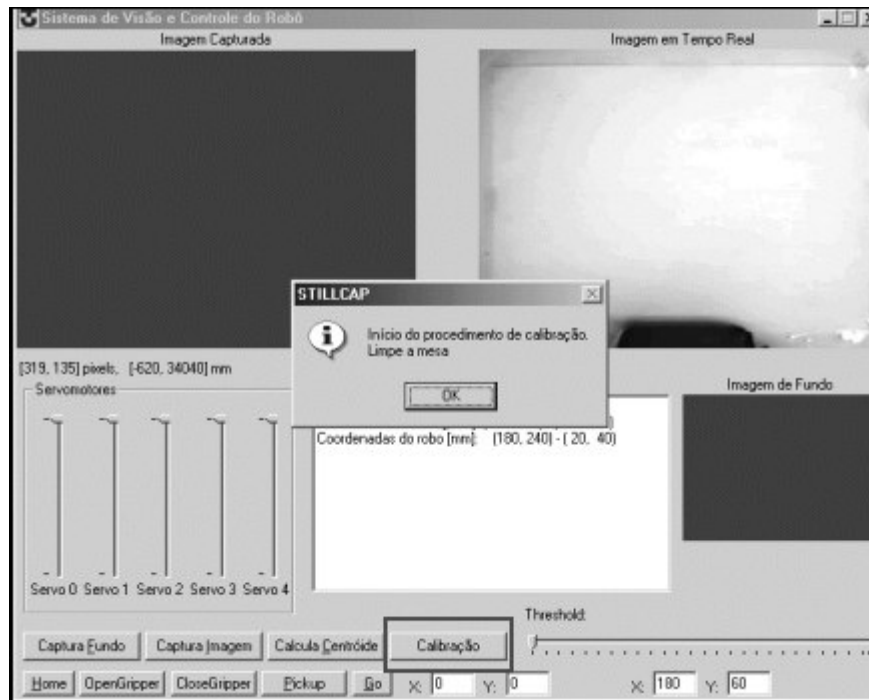 Sistema de Visão e Controle do Robô
Imagem Capturada
Imagem em Tempo Real
STILLCAP
Início do procedimento de calibração.
Limpe a mesa
OK
[319, 135] pixels, [-620, 34040] mm
Servomotores
Imagem de Fundo
Coordenadas do robo [mm]: (180, 240) - ( 20, 40)
Servo 0 Servo 1 Servo 2 Servo 3 Servo 4
Threshold:
Captura Fundo Captura Imagem Calcula Centróide Calibração
Home OpenGripper CloseGripper Pickup Go X: 0 Y: 0 X: 180 Y: 60